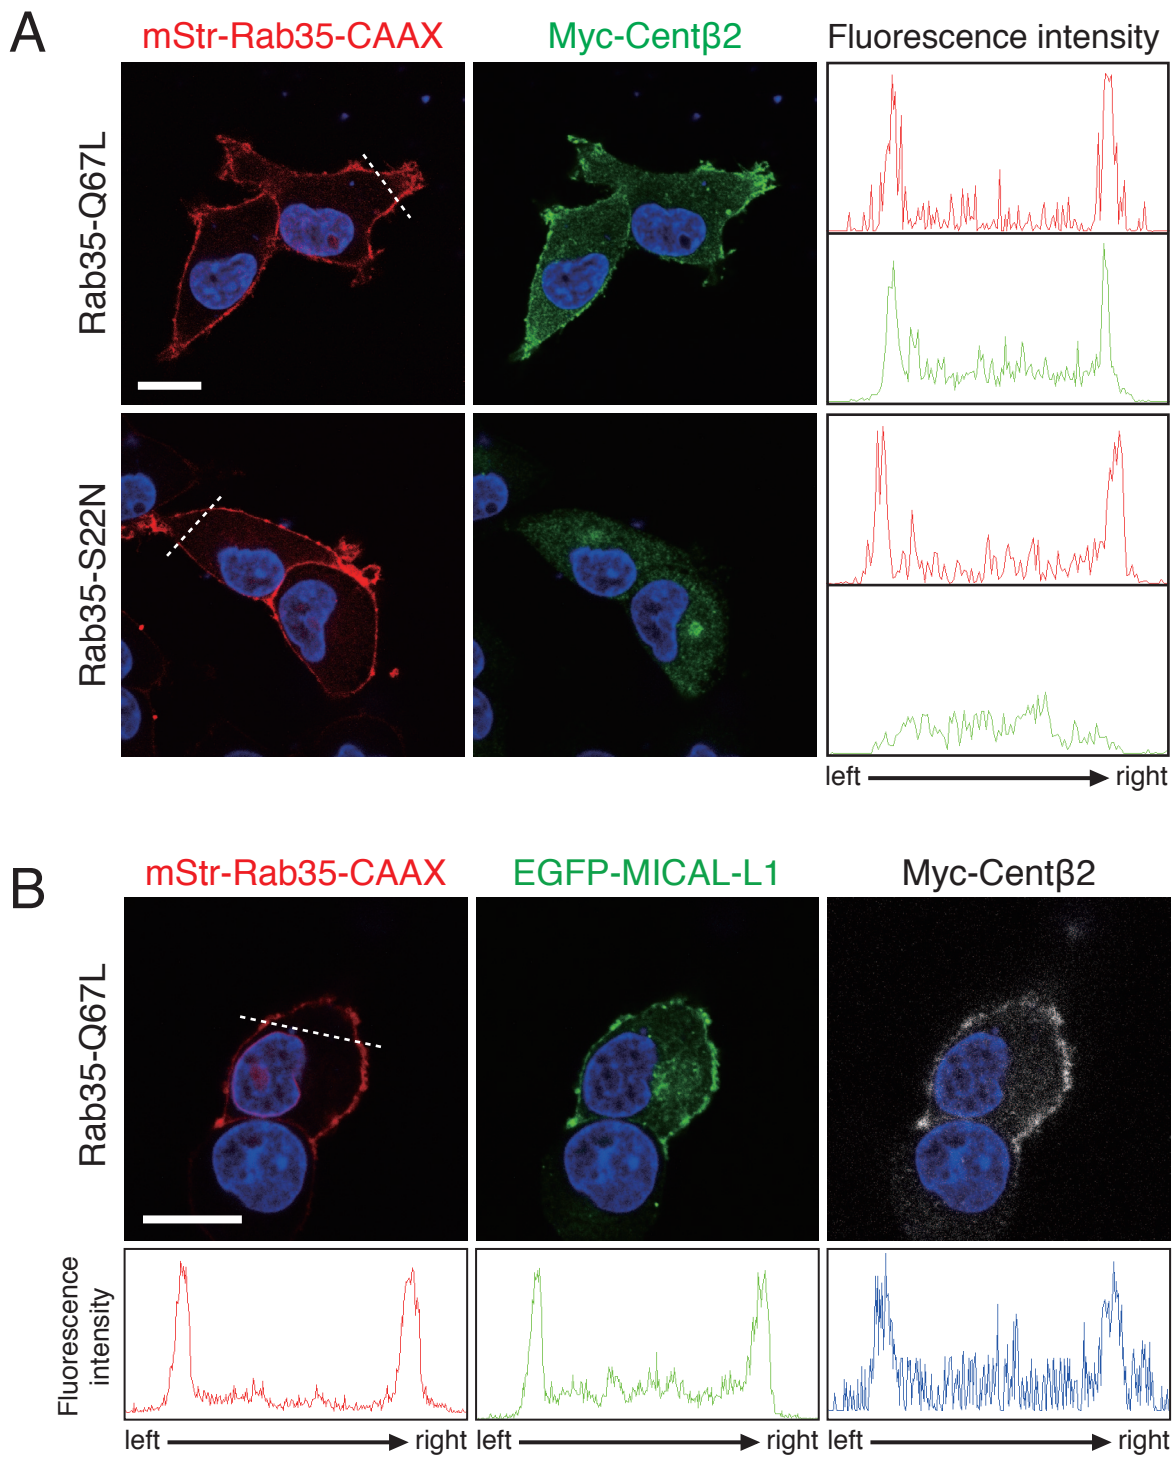 A
mStr-Rab35-CAAX
Myc-Centβ2
Fluorescence intensity
Rab35-Q67L
Rab35-S22N
left
right
B
mStr-Rab35-CAAX
EGFP-MICAL-L1
Myc-Centβ2
Rab35-Q67L
Fluorescence
intensity
left
right
left
right
left
right